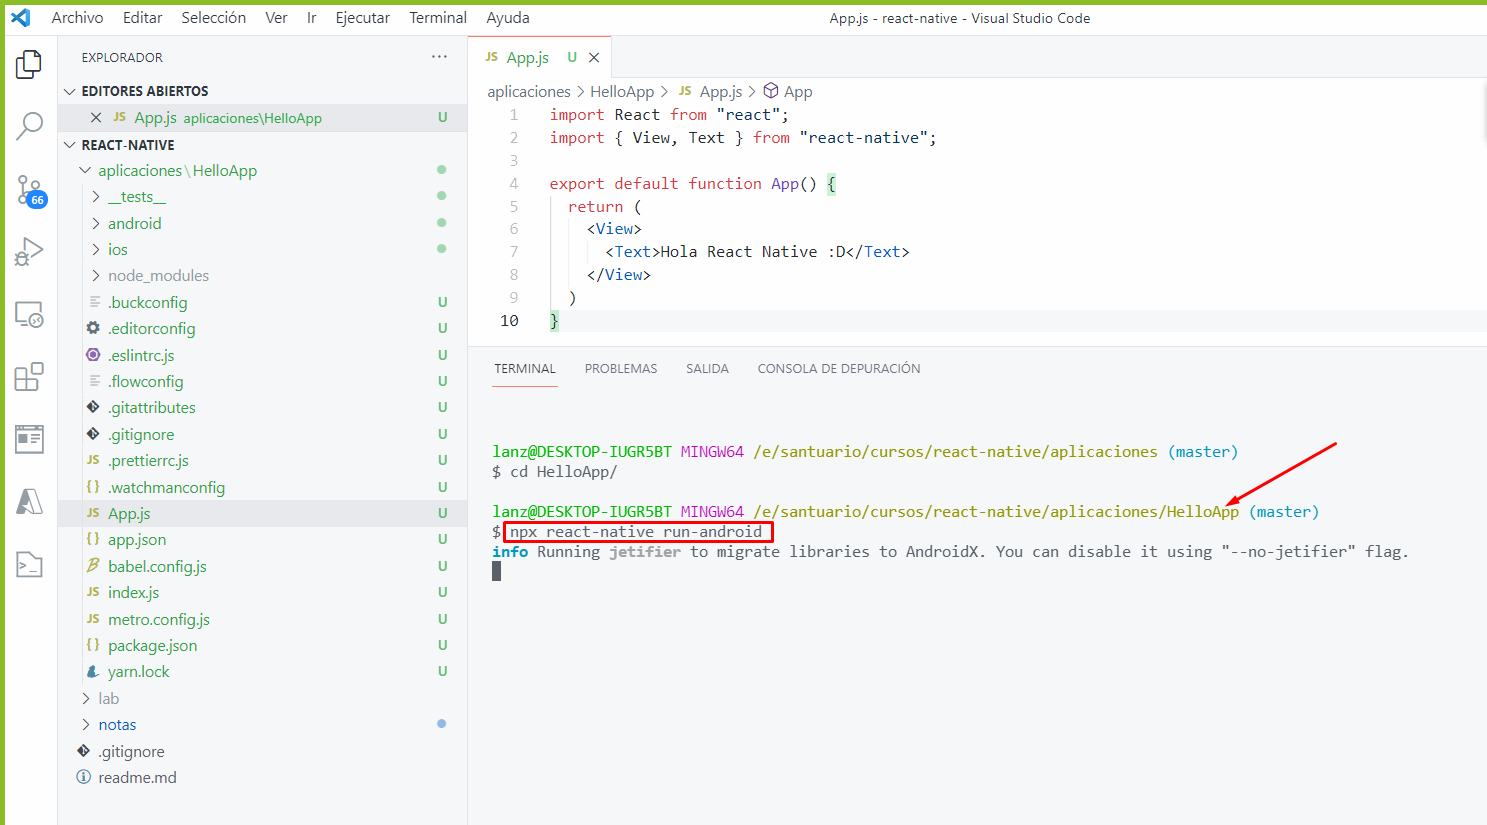 Archivo Editar Selección Ver Ir Ejecutar Terminal Ayuda
App.js - react-native - Visual Studio Code
EXPLORADOR ···
EDITORES ABIERTOS
JS App.js aplicaciones\HelloApp U
REACT-NATIVE
aplicaciones\HelloApp
__tests__
android
ios
node_modules
.buckconfig U
.editorconfig U
.eslintrc.js U
.flowconfig U
.gitattributes U
.gitignore U
JS .prettierrc.js U
{} .watchmanconfig U
JS App.js U
{} app.json U
babel.config.js U
JS index.js U
JS metro.config.js U
{} package.json U
yarn.lock U
lab
notas
.gitignore
readme.md
66
JS App.js U
aplicaciones > HelloApp > JS App.js > App
1 import React from "react";
2 import { View, Text } from "react-native";
3
4 export default function App() {
5 return (
6 <View>
7 <Text>Hola React Native :D</Text>
8 </View>
9 )
10 }
TERMINAL PROBLEMAS SALIDA CONSOLA DE DEPURACIÓN
lanz@DESKTOP-IUGR5BT MINGW64 /e/santuario/cursos/react-native/aplicaciones (master)
$ cd HelloApp/
lanz@DESKTOP-IUGR5BT MINGW64 /e/santuario/cursos/react-native/aplicaciones/HelloApp (master)
$ npx react-native run-android
info Running jetifier to migrate libraries to AndroidX. You can disable it using "--no-jetifier" flag.